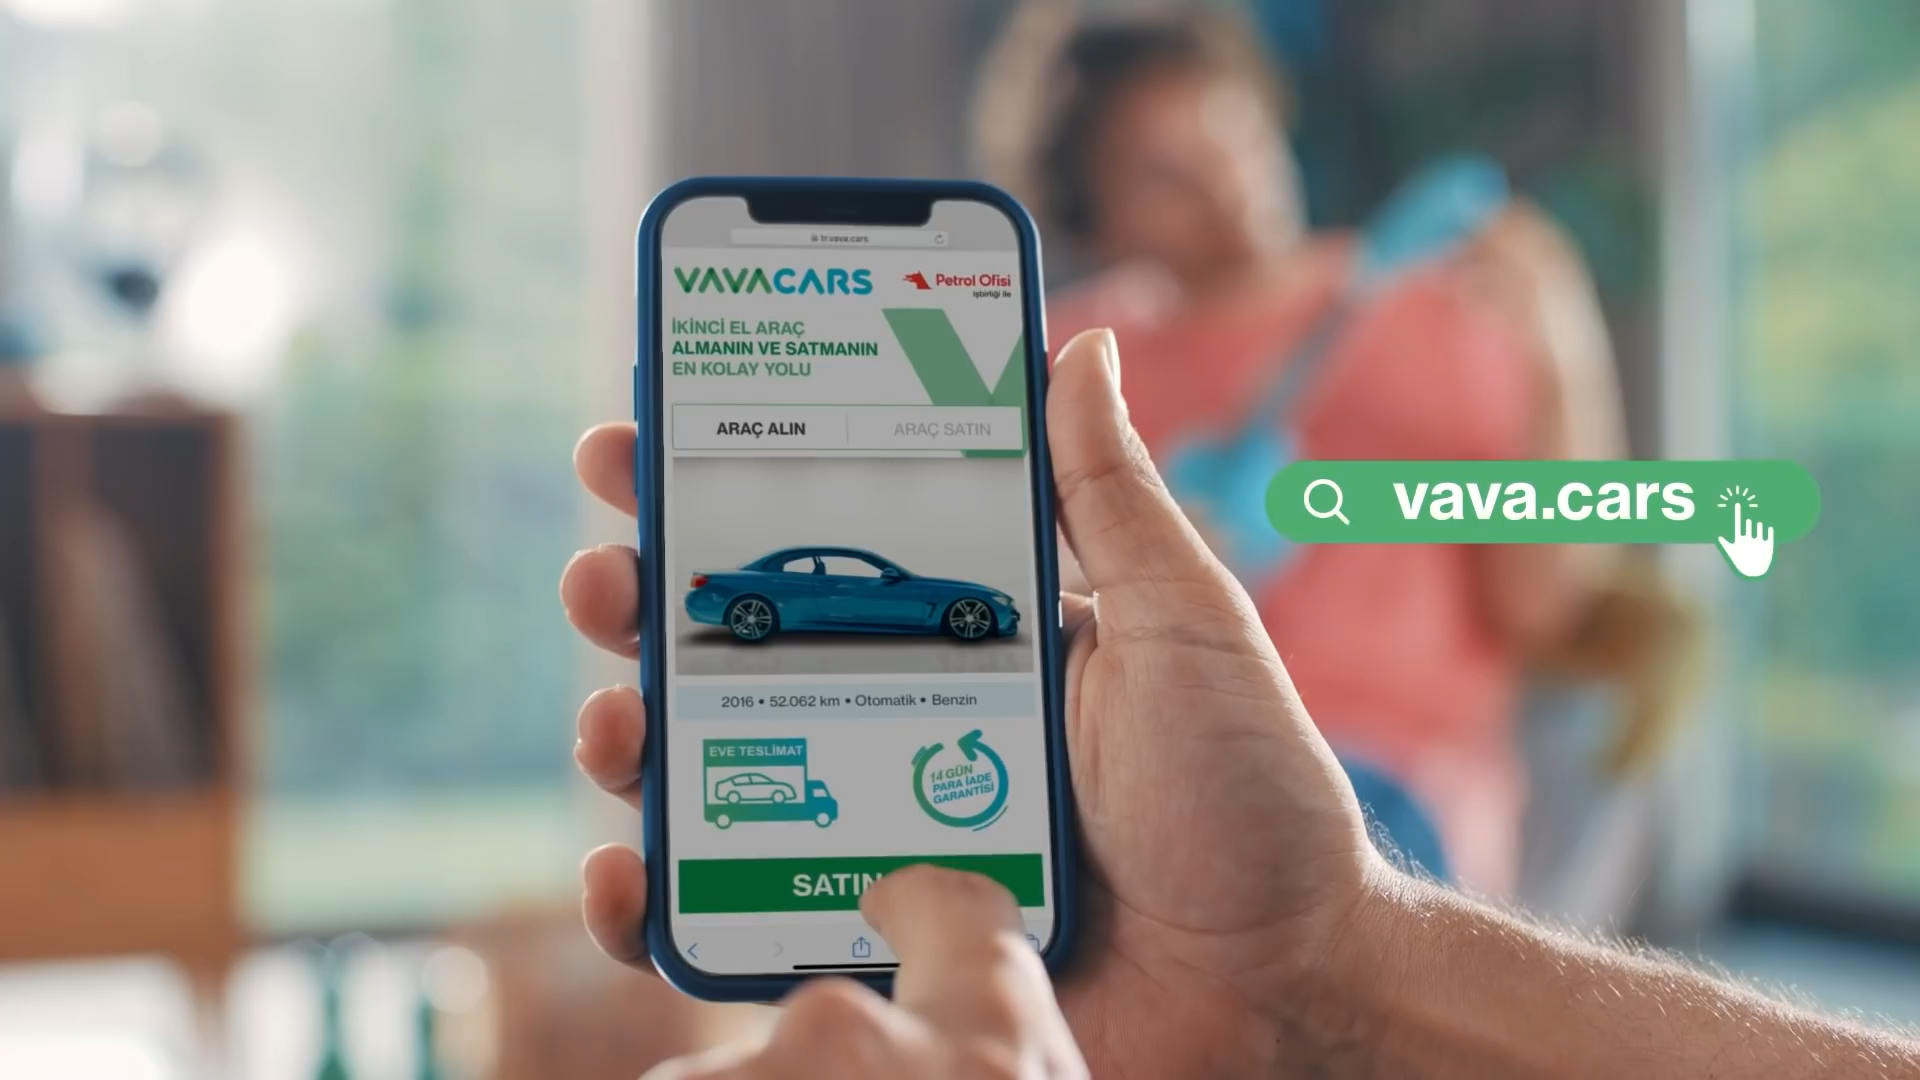 tr.vava.cars
VAVACARS
Petrol Ofisi
işbirliği ile
İKİNCİ EL ARAÇ
ALMANIN VE SATMANIN
EN KOLAY YOLU
ARAÇ ALIN
ARAÇ SATIN
vava.cars
2016 • 52.062 km • Otomatik • Benzin
EVE TESLİMAT
14 GÜN
PARA İADE
GARANTİSİ
SATIN